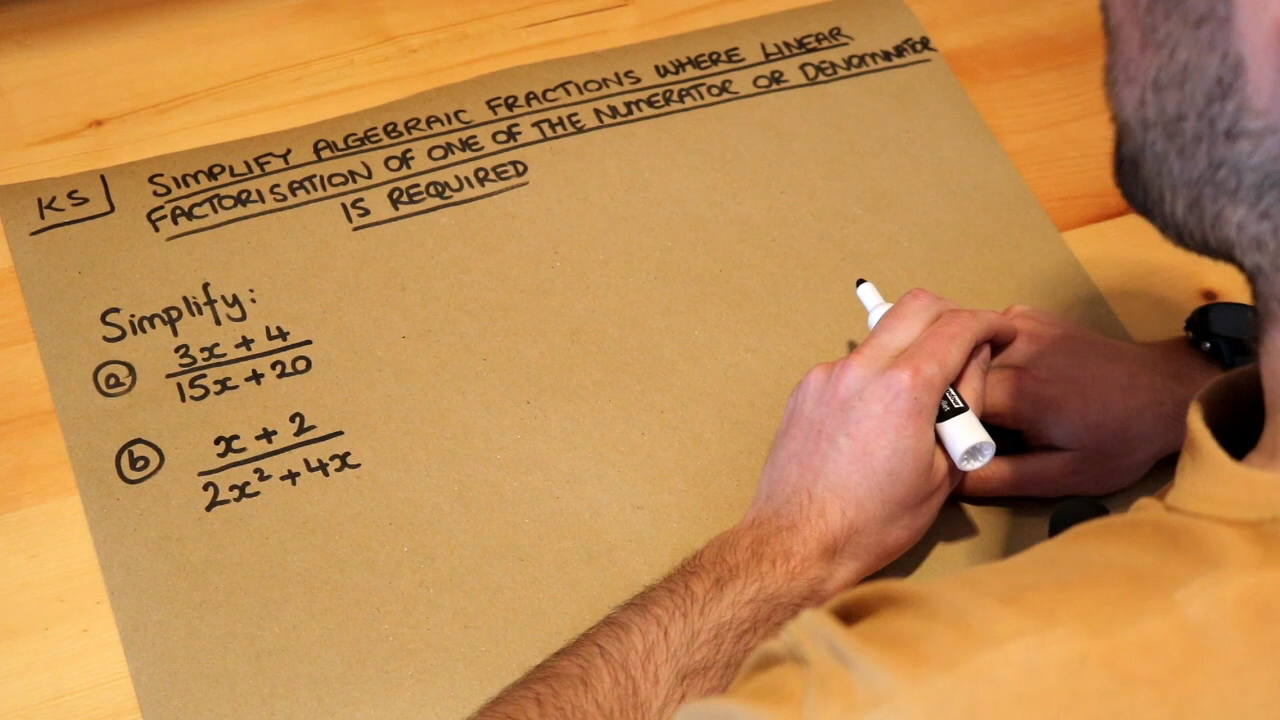 KS
SIMPLIFY ALGEBRAIC FRACTIONS WHERE LINEAR
FACTORISATION OF ONE OF THE NUMERATOR OR DENOMINATOR
IS REQUIRED
Simplify:
ⓐ (3x + 4)/(15x + 20)
ⓑ (x + 2)/(2x² + 4x)